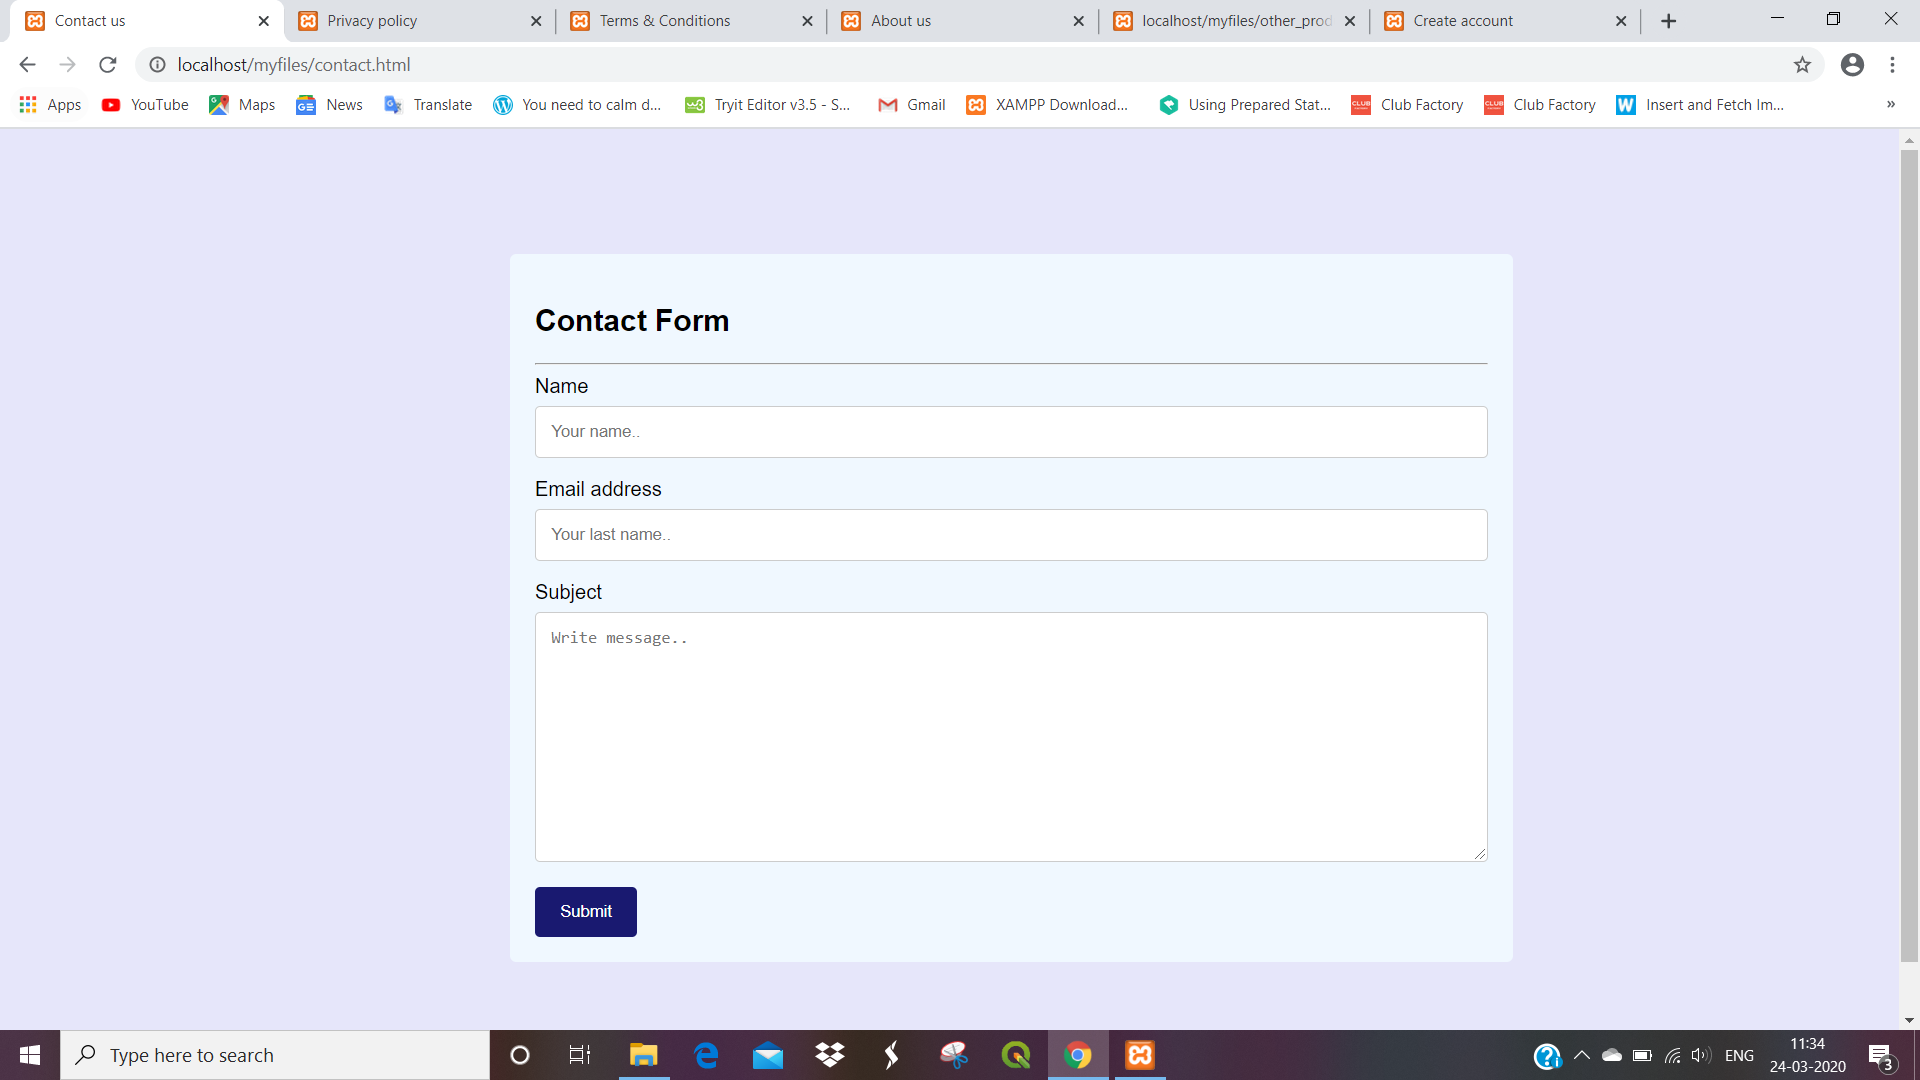 Contact us
Privacy policy
Terms & Conditions
About us
localhost/myfiles/other_prod
Create account
localhost/myfiles/contact.html
Apps
YouTube
Maps
News
Translate
You need to calm d...
Tryit Editor v3.5 - S...
Gmail
XAMPP Download...
Using Prepared Stat...
CLUB
Club Factory
CLUB
Club Factory
W
Insert and Fetch Im...
»
Contact Form
Name
Your name..
Email address
Your last name..
Subject
Write message..
Submit
Type here to search
ENG
11:34
24-03-2020
3